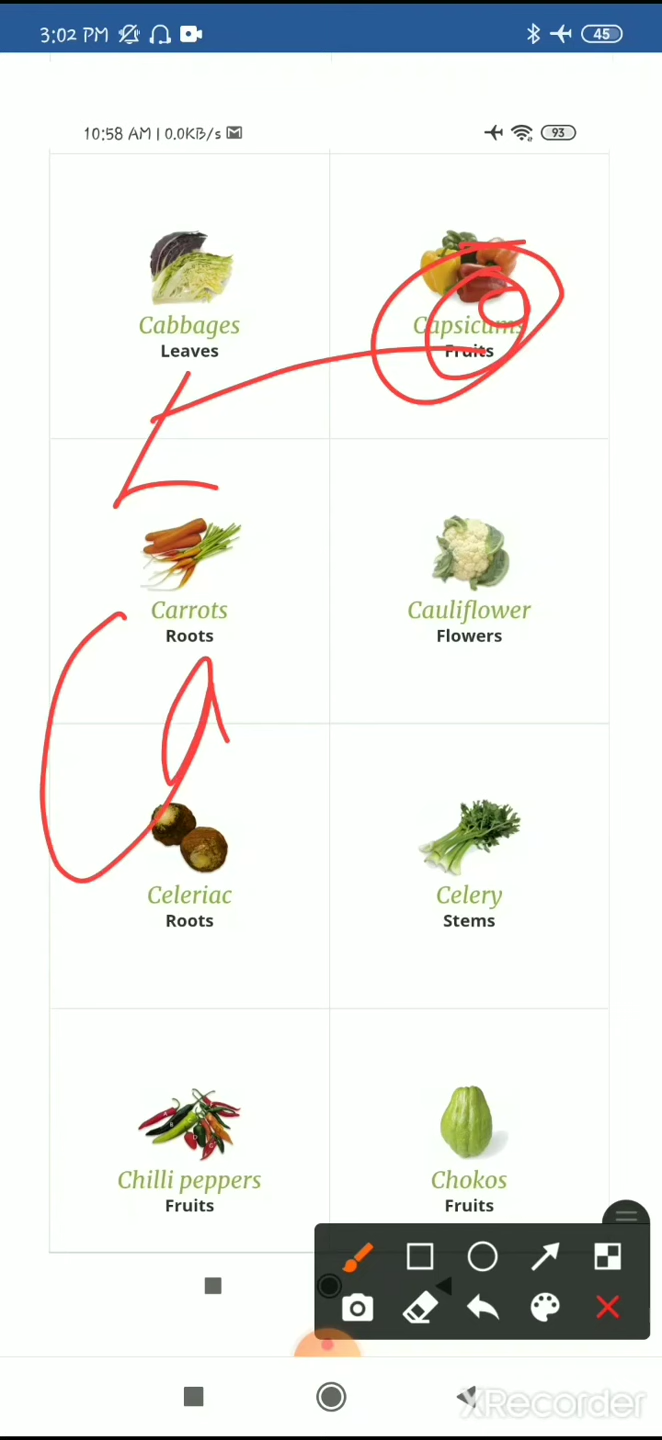 3:02 PM
45
10:58 AM | 0.0KB/s
93
Cabbages
Leaves
Capsicums
Fruits
Carrots
Roots
Cauliflower
Flowers
Celeriac
Roots
Celery
Stems
Chilli peppers
Fruits
Chokos
Fruits
XRecorder